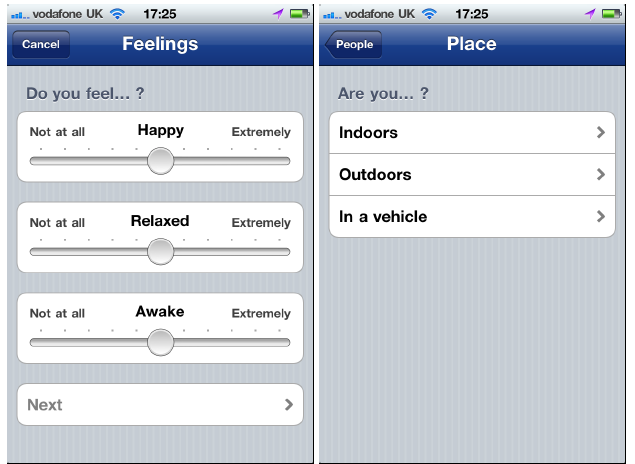 vodafone UK 17:25
Cancel Feelings
Do you feel... ?
Not at all Happy Extremely
Not at all Relaxed Extremely
Not at all Awake Extremely
Next
vodafone UK 17:25
People Place
Are you... ?
Indoors
Outdoors
In a vehicle